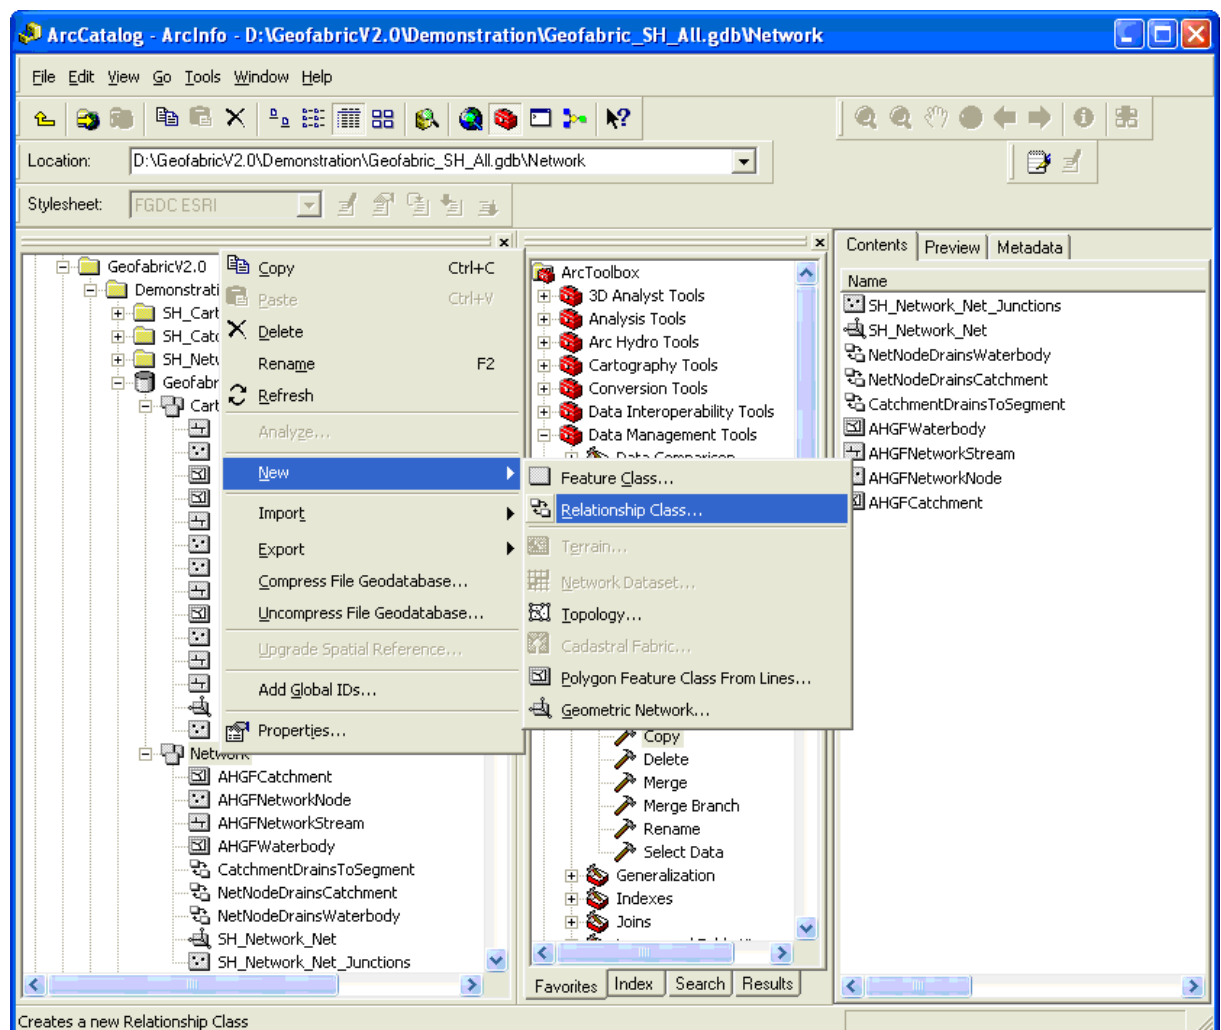 ArcCatalog - ArcInfo - D:\GeofabricV2.0\Demonstration\Geofabric_SH_All.gdb\Network
File Edit View Go Tools Window Help
Location: D:\GeofabricV2.0\Demonstration\Geofabric_SH_All.gdb\Network
Stylesheet: FGDC ESRI
GeofabricV2.0
Demonstrati
SH_Cart
SH_Catc
SH_Netw
Geofabr
Cart
Network
AHGFCatchment
AHGFNetworkNode
AHGFNetworkStream
AHGFWaterbody
CatchmentDrainsToSegment
NetNodeDrainsCatchment
NetNodeDrainsWaterbody
SH_Network_Net
SH_Network_Net_Junctions
Copy Ctrl+C
Paste Ctrl+V
Delete
Rename F2
Refresh
Analyze...
New
Import
Export
Compress File Geodatabase...
Uncompress File Geodatabase...
Upgrade Spatial Reference...
Add Global IDs...
Properties...
Feature Class...
Relationship Class...
Terrain...
Network Dataset...
Topology...
Cadastral Fabric...
Polygon Feature Class From Lines...
Geometric Network...
ArcToolbox
3D Analyst Tools
Analysis Tools
Arc Hydro Tools
Cartography Tools
Conversion Tools
Data Interoperability Tools
Data Management Tools
Data Comparison
Copy
Delete
Merge
Merge Branch
Rename
Select Data
Generalization
Indexes
Joins
Favorites Index Search Results
Contents Preview Metadata
Name
SH_Network_Net_Junctions
SH_Network_Net
NetNodeDrainsWaterbody
NetNodeDrainsCatchment
CatchmentDrainsToSegment
AHGFWaterbody
AHGFNetworkStream
AHGFNetworkNode
AHGFCatchment
Creates a new Relationship Class